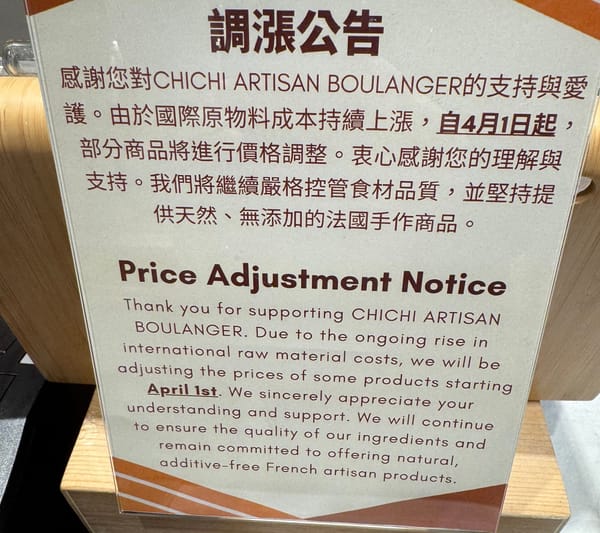 調漲公告
感謝您對CHICHI ARTISAN BOULANGER的支持與愛
護。由於國際原物料成本持續上漲，自4月1日起，
部分商品將進行價格調整。衷心感謝您的理解與
支持。我們將繼續嚴格控管食材品質，並堅持提
供天然、無添加的法國手作商品。
Price Adjustment Notice
Thank you for supporting CHICHI ARTISAN
BOULANGER. Due to the ongoing rise in
international raw material costs, we will be
adjusting the prices of some products starting
April 1st. We sincerely appreciate your
understanding and support. We will continue
to ensure the quality of our ingredients and
remain committed to offering natural,
additive-free French artisan products.